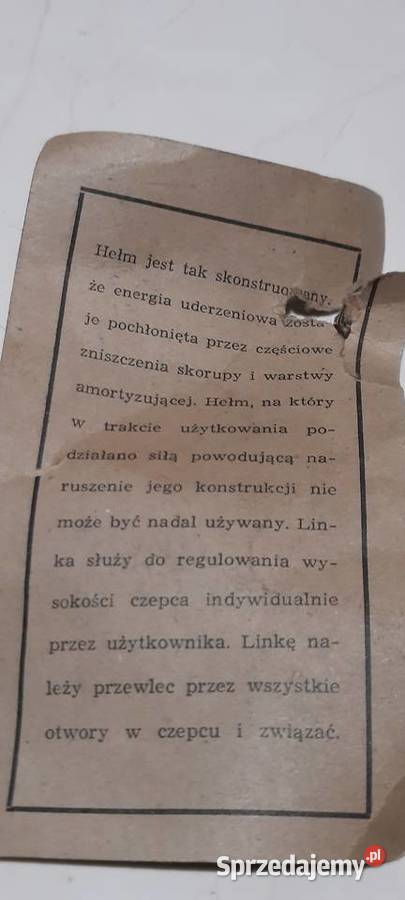 Hełm jest tak skonstruowany,
że energia uderzeniowa zosta-
je pochłonięta przez częściowe
zniszczenia skorupy i warstwy
amortyzującej. Hełm, na który
w trakcie użytkowania po-
działano siłą powodującą na-
ruszenie jego konstrukcji nie
może być nadal używany. Lin-
ka służy do regulowania wy-
sokości czepca indywidualnie
przez użytkownika. Linkę na-
leży przewlec przez wszystkie
otwory w czepcu i związać.
Sprzedajemy.pl